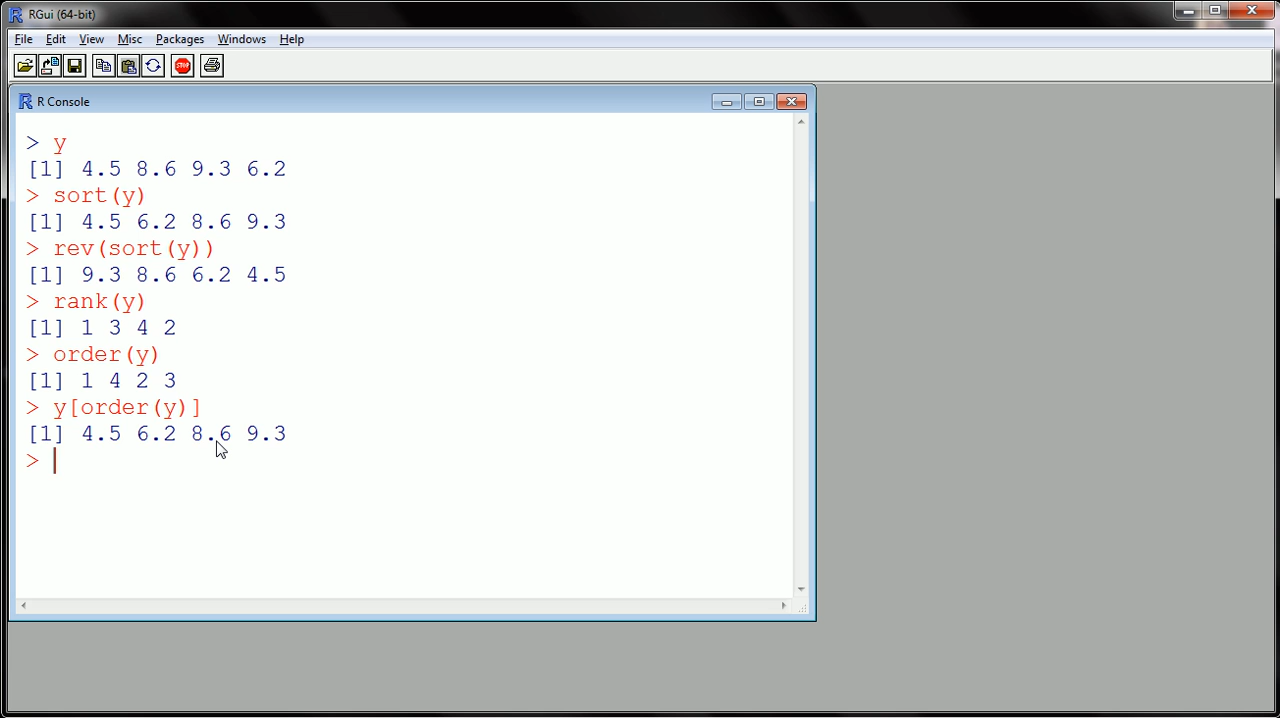 RGui (64-bit)
File Edit View Misc Packages Windows Help
STOP
R Console
> y
[1] 4.5 8.6 9.3 6.2
> sort(y)
[1] 4.5 6.2 8.6 9.3
> rev(sort(y))
[1] 9.3 8.6 6.2 4.5
> rank(y)
[1] 1 3 4 2
> order(y)
[1] 1 4 2 3
> y[order(y)]
[1] 4.5 6.2 8.6 9.3
>